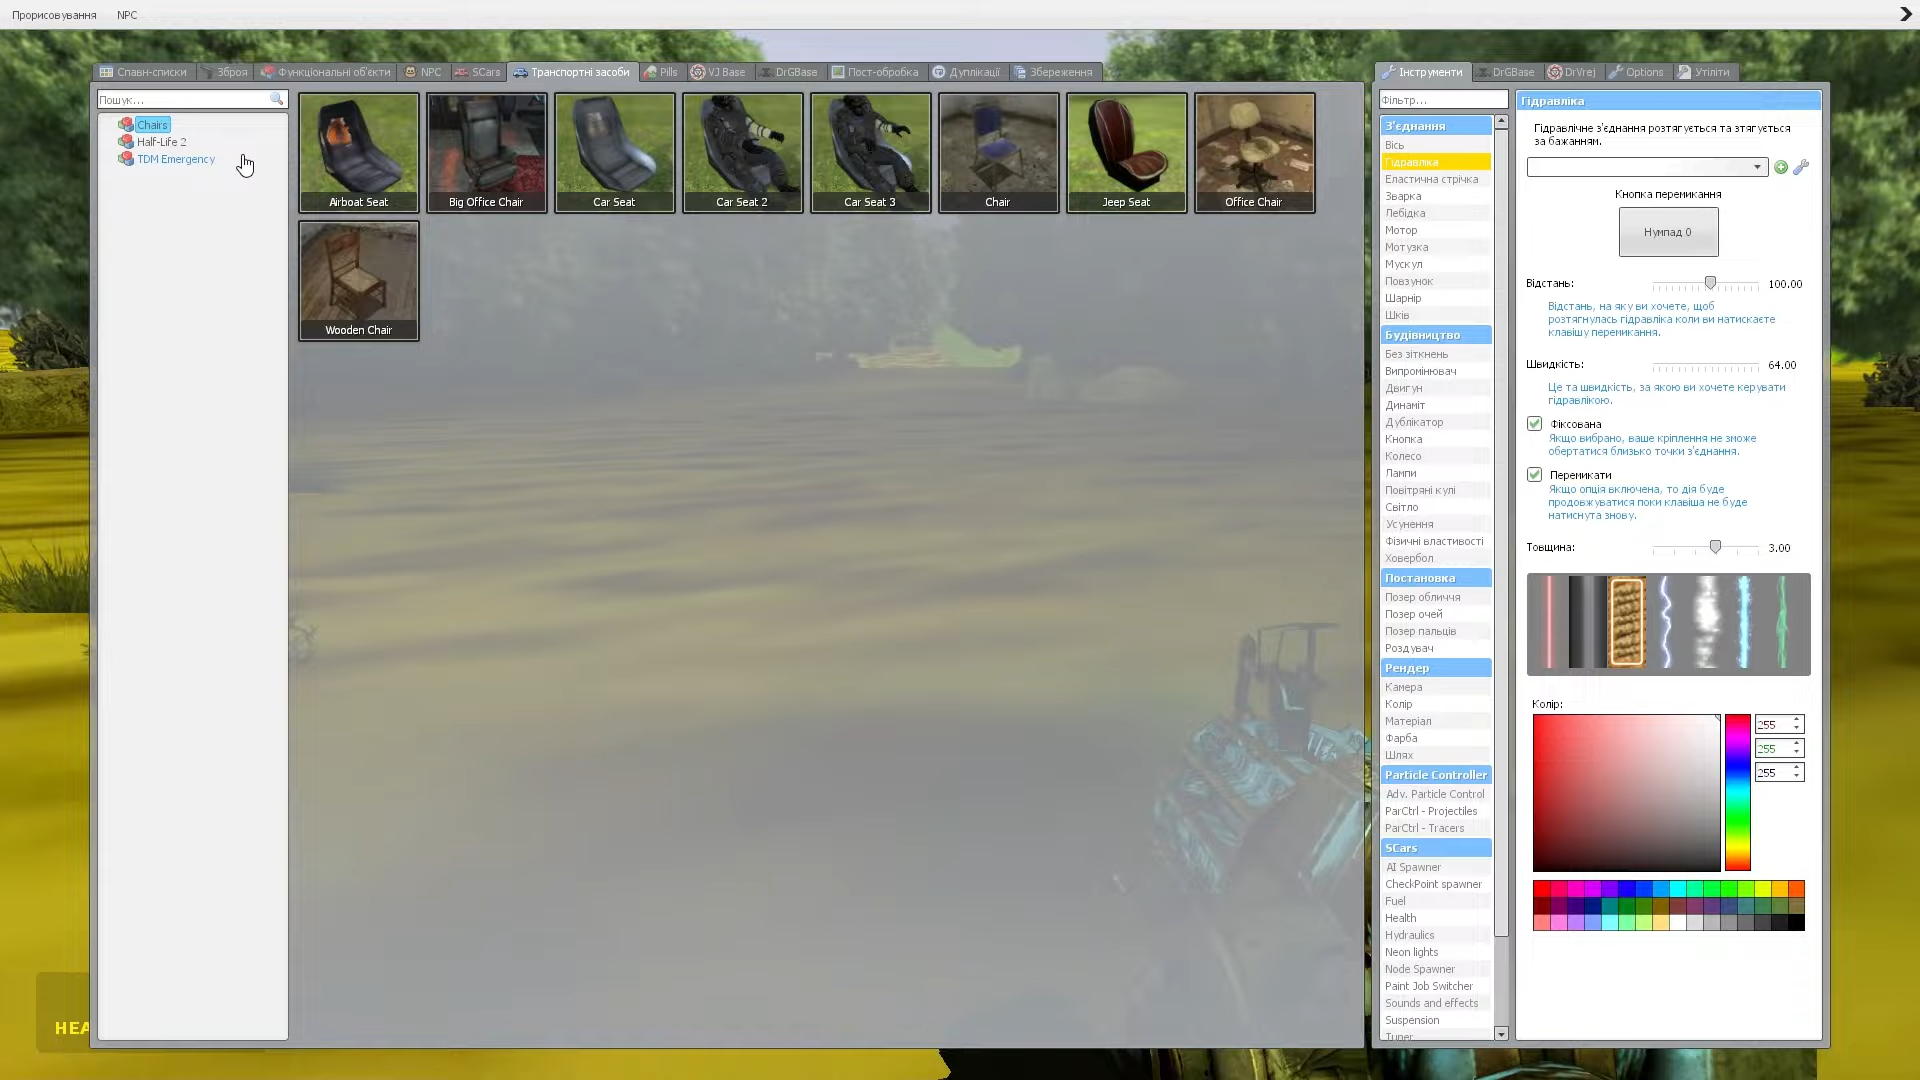 Прорисовування NPC
Спавн-списки Зброя Функціональні об'єкти NPC SCars Транспортні засоби Pills VJ Base DrGBase Пост-обробка Дуплікації Збереження
Пошук...
Chairs
Half-Life 2
TDM Emergency
Airboat Seat
Big Office Chair
Car Seat
Car Seat 2
Car Seat 3
Chair
Jeep Seat
Office Chair
Wooden Chair
HEA
Інструменти DrGBase DrVrej Options Утіліти
Фільтр...
З'єднання
Вісь
Гідравліка
Еластична стрічка
Зварка
Лебідка
Мотор
Мотузка
Мускул
Повзунок
Шарнір
Шків
Будівництво
Без зіткнень
Випромінювач
Двигун
Динаміт
Дублікатор
Кнопка
Колесо
Лампи
Повітряні кулі
Світло
Усунення
Фізичні властивості
Ховербол
Постановка
Позер обличчя
Позер очей
Позер пальців
Роздувач
Рендер
Камера
Колір
Матеріал
Фарба
Шлях
Particle Controller
Adv. Particle Control
ParCtrl - Projectiles
ParCtrl - Tracers
SCars
AI Spawner
CheckPoint spawner
Fuel
Health
Hydraulics
Neon lights
Node Spawner
Paint Job Switcher
Sounds and effects
Suspension
Tuner
Гідравліка
Гідравлічне з'єднання розтягується та зтягується
за бажанням.
Кнопка перемикання
Нумпад 0
Відстань: 100.00
Відстань, на яку ви хочете, щоб
розтягнулась гідравліка коли ви натискаєте
клавішу перемикання.
Швидкість: 64.00
Це та швидкість, за якою ви хочете керувати
гідравлікою.
Фіксована
Якщо вибрано, ваше кріплення не зможе
обертатися близько точки з'єднання.
Перемикати
Якщо опція включена, то дія буде
продовжуватися поки клавіша не буде
натиснута знову.
Товщина: 3.00
Колір:
255
255
255